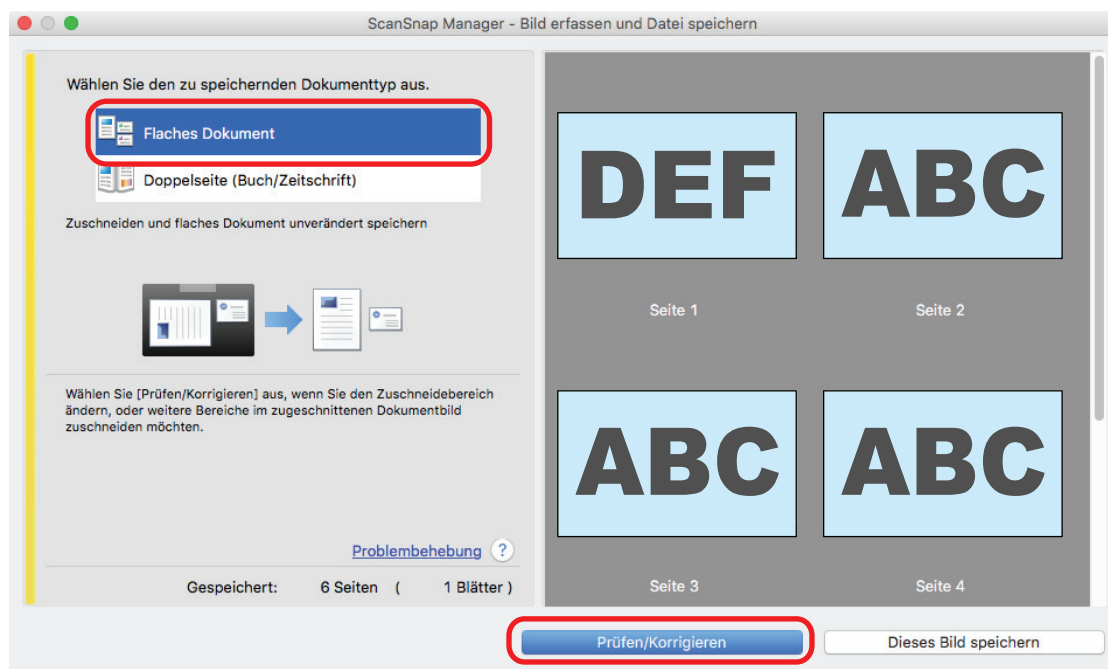 ScanSnap Manager - Bild erfassen und Datei speichern
Wählen Sie den zu speichernden Dokumenttyp aus.
Flaches Dokument
Doppelseite (Buch/Zeitschrift)
Zuschneiden und flaches Dokument unverändert speichern
Wählen Sie [Prüfen/Korrigieren] aus, wenn Sie den Zuschneidebereich
ändern, oder weitere Bereiche im zugeschnittenen Dokumentbild
zuschneiden möchten.
Problembehebung ?
Gespeichert: 6 Seiten ( 1 Blätter )
DEF ABC
Seite 1 Seite 2
ABC ABC
Seite 3 Seite 4
Prüfen/Korrigieren Dieses Bild speichern